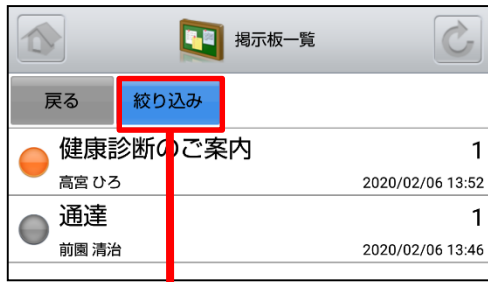 掲示板一覧
戻る 絞り込み
健康診断のご案内 1
高宮 ひろ 2020/02/06 13:52
通達 1
前園 清治 2020/02/06 13:46